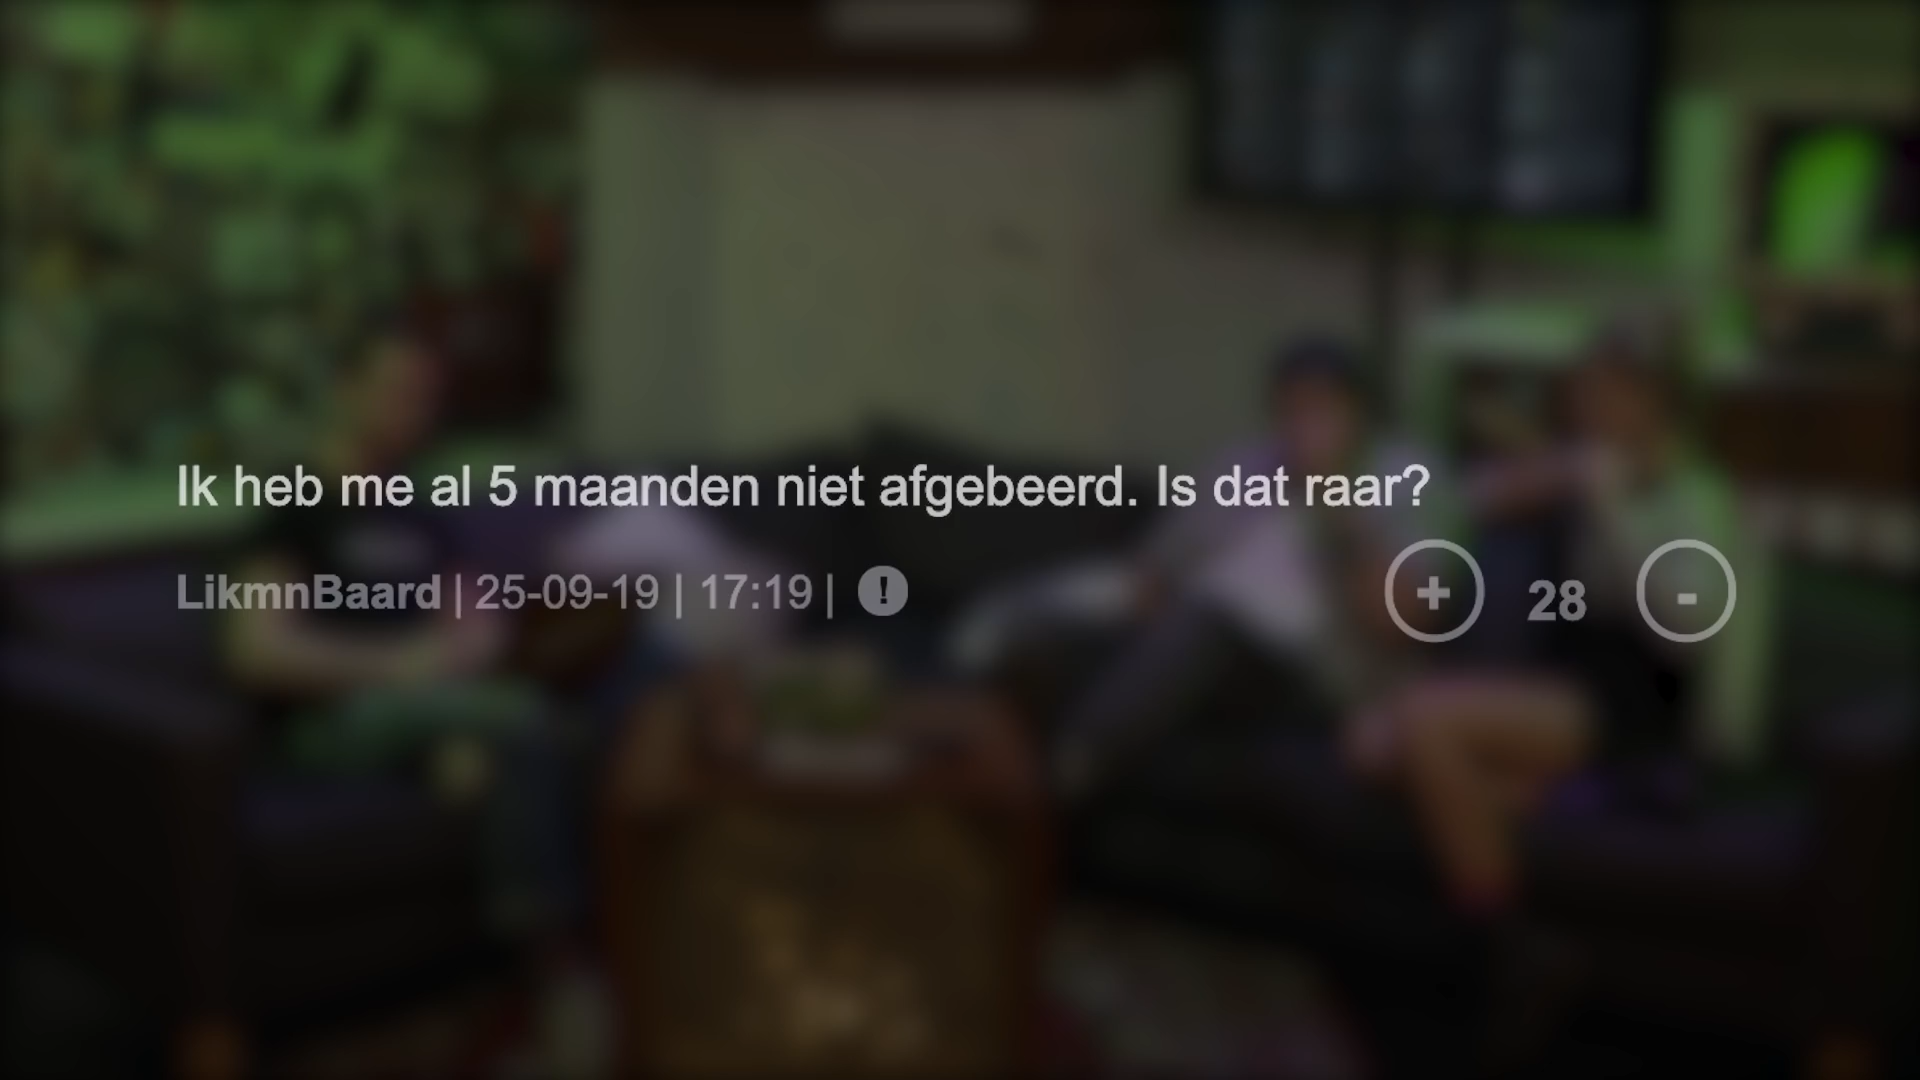 Ik heb me al 5 maanden niet afgebeerd. Is dat raar?
LikmnBaard | 25-09-19 | 17:19 | !
+ 28 -